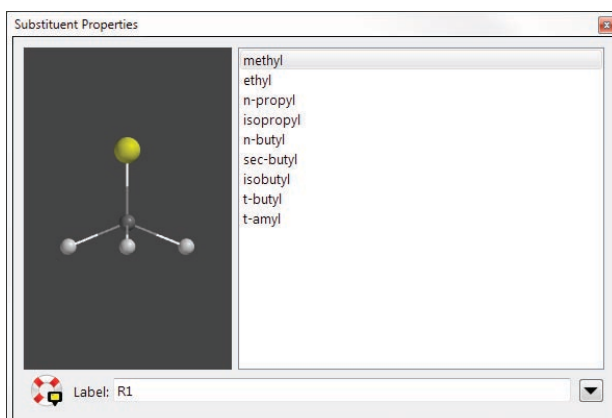 Substituent Properties
methyl
ethyl
n-propyl
isopropyl
n-butyl
sec-butyl
isobutyl
t-butyl
t-amyl
Label: R1